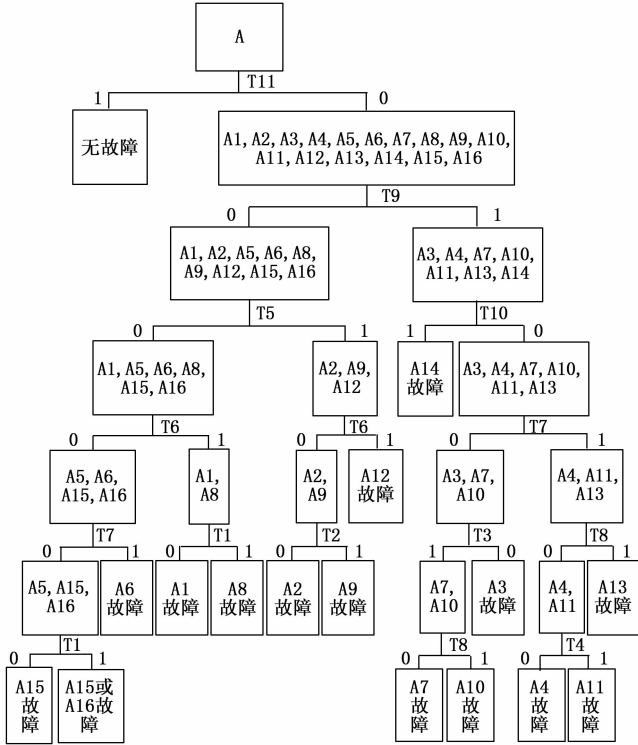 A
T11
1
0
无故障
A1, A2, A3, A4, A5, A6, A7, A8, A9, A10,
A11, A12, A13, A14, A15, A16
T9
0
1
A1, A2, A5, A6, A8,
A9, A12, A15, A16
A3, A4, A7, A10,
A11, A13, A14
T5
T10
0
1
1
0
A1, A5, A6, A8,
A15, A16
A2, A9,
A12
A14
故障
A3, A4, A7, A10,
A11, A13
T6
T6
T7
0
1
0
1
0
1
A5, A6,
A15, A16
A1,
A8
A2,
A9
A12
故障
A3, A7,
A10
A4, A11,
A13
T7
T1
T2
T3
T8
0
1
0
1
0
1
1
0
0
1
A5, A15,
A16
A6
故障
A1
故障
A8
故障
A2
故障
A9
故障
A7,
A10
A3
故障
A4,
A11
A13
故障
T1
T8
T4
0
1
0
1
0
1
A15
故
障
A15或
A16故
障
A7
故
障
A10
故
障
A4
故
障
A11
故
障